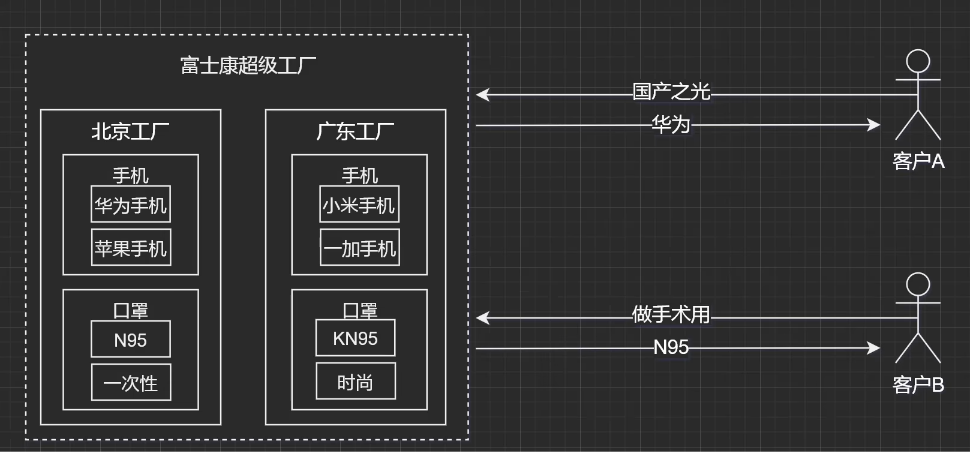 富士康超级工厂
北京工厂
手机
华为手机
苹果手机
口罩
N95
一次性
广东工厂
手机
小米手机
一加手机
口罩
KN95
时尚
国产之光
华为
客户A
做手术用
N95
客户B